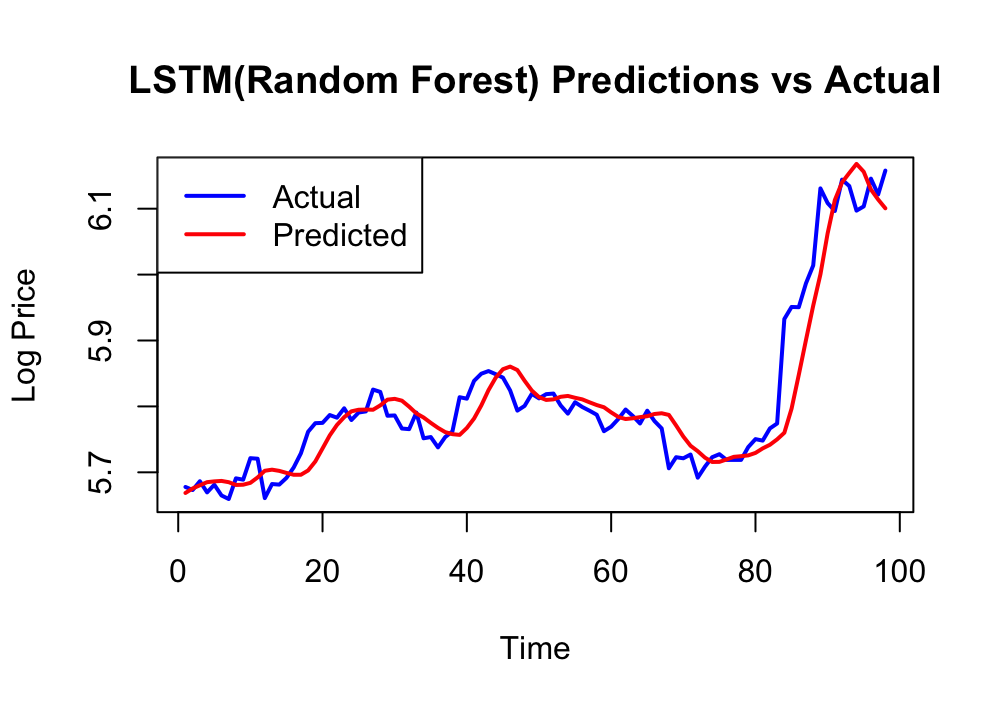 LSTM(Random Forest) Predictions vs Actual
Actual
Predicted
Log Price
6.1
5.9
5.7
0 20 40 60 80 100
Time